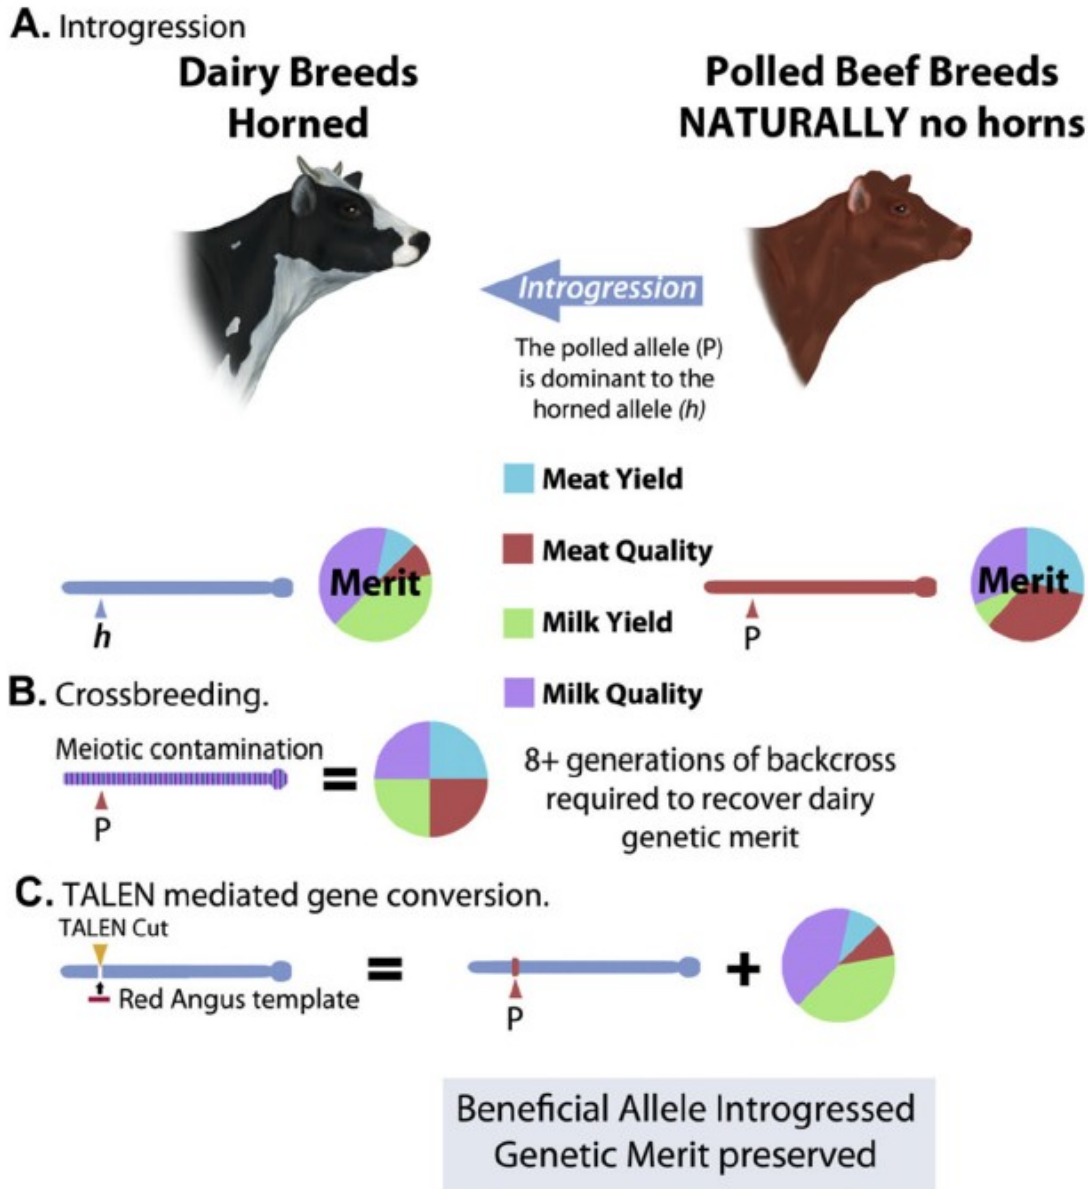 A. Introgression
Dairy Breeds
Horned
Polled Beef Breeds
NATURALLY no horns
Introgression
The polled allele (P)
is dominant to the
horned allele (h)
Meat Yield
Meat Quality
Milk Yield
Milk Quality
h
Merit
P
Merit
B. Crossbreeding.
Meiotic contamination
P
=
8+ generations of backcross
required to recover dairy
genetic merit
C. TALEN mediated gene conversion.
TALEN Cut
Red Angus template
=
P
+
Beneficial Allele Introgressed
Genetic Merit preserved